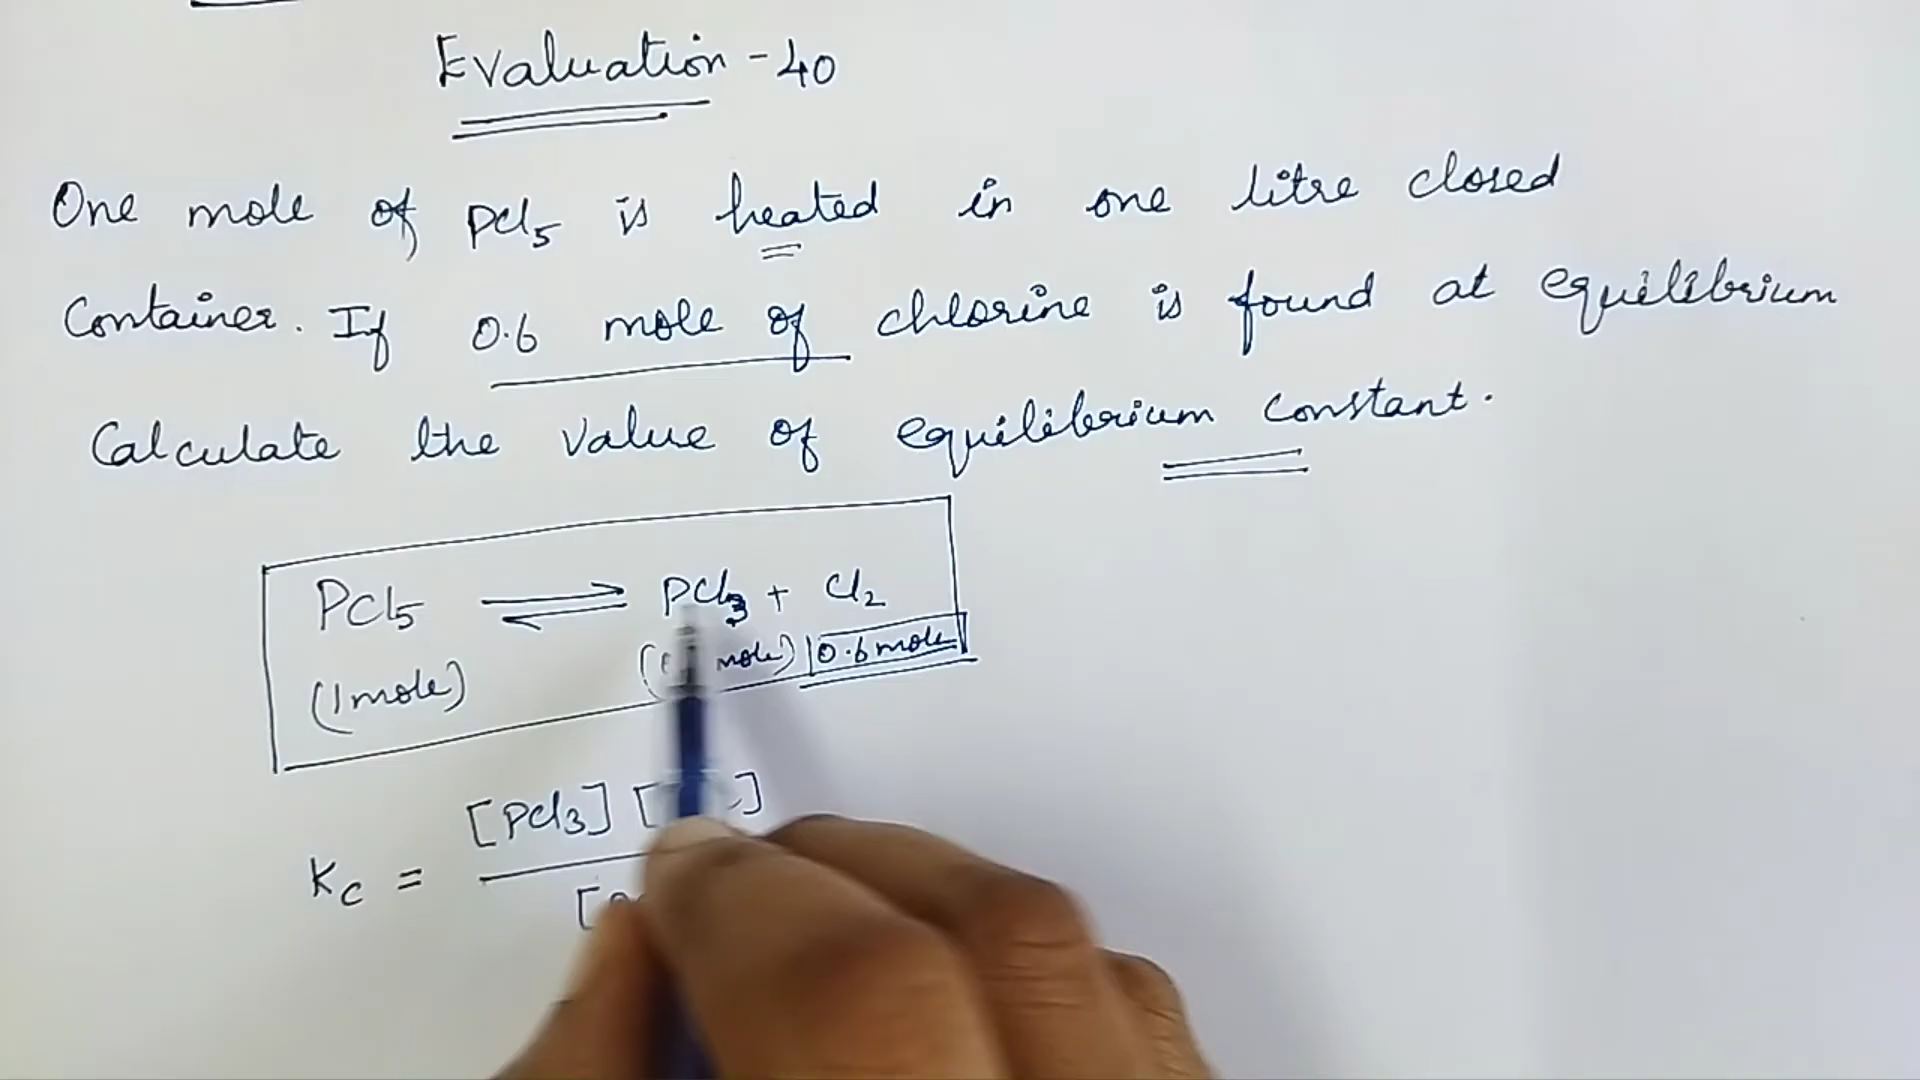 Evaluation - 40
One mole of PCl5 is heated in one litre closed
Container. If 0.6 mole of chlorine is found at equilibrium
Calculate the value of equilibrium constant.
PCl5 ⇌ PCl3 + Cl2
(1 mole) mole) 0.6 mole
[PCl3] [ ]
Kc =
[